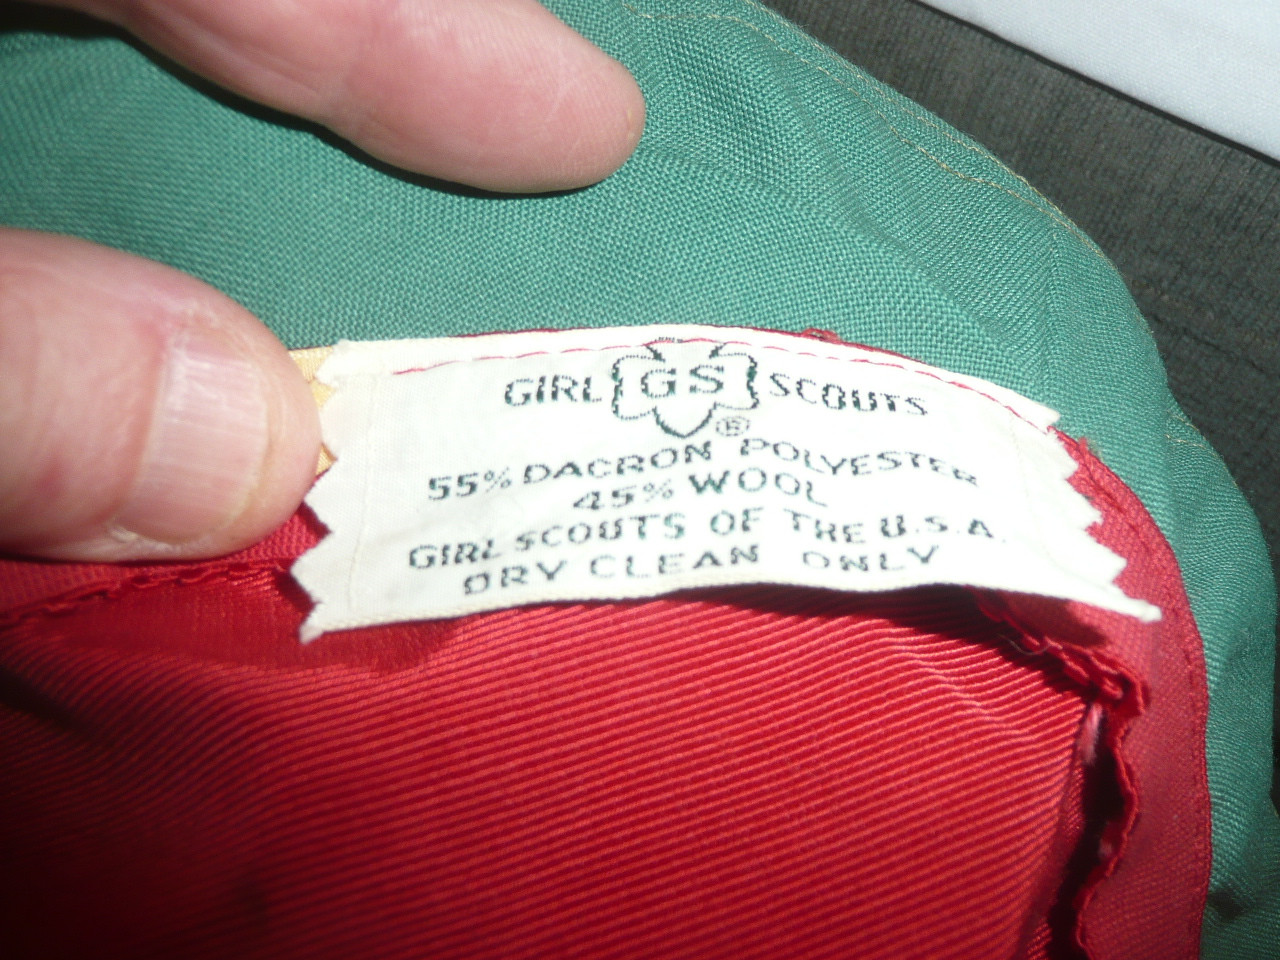 GIRL GS SCOUTS ®
55% DACRON POLYESTER
45% WOOL
GIRL SCOUTS OF THE U.S.A.
DRY CLEAN ONLY